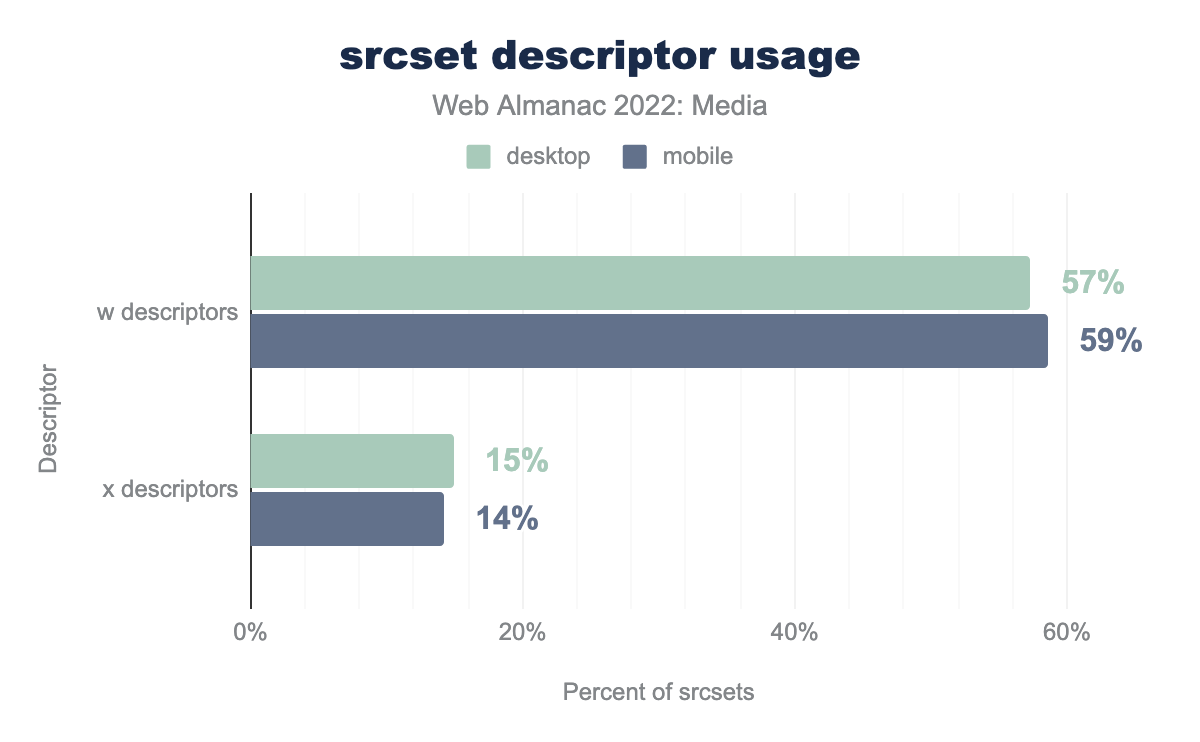 srcset descriptor usage
Web Almanac 2022: Media
desktop mobile
57%
w descriptors
59%
15%
x descriptors
14%
Descriptor
0% 20% 40% 60%
Percent of srcsets